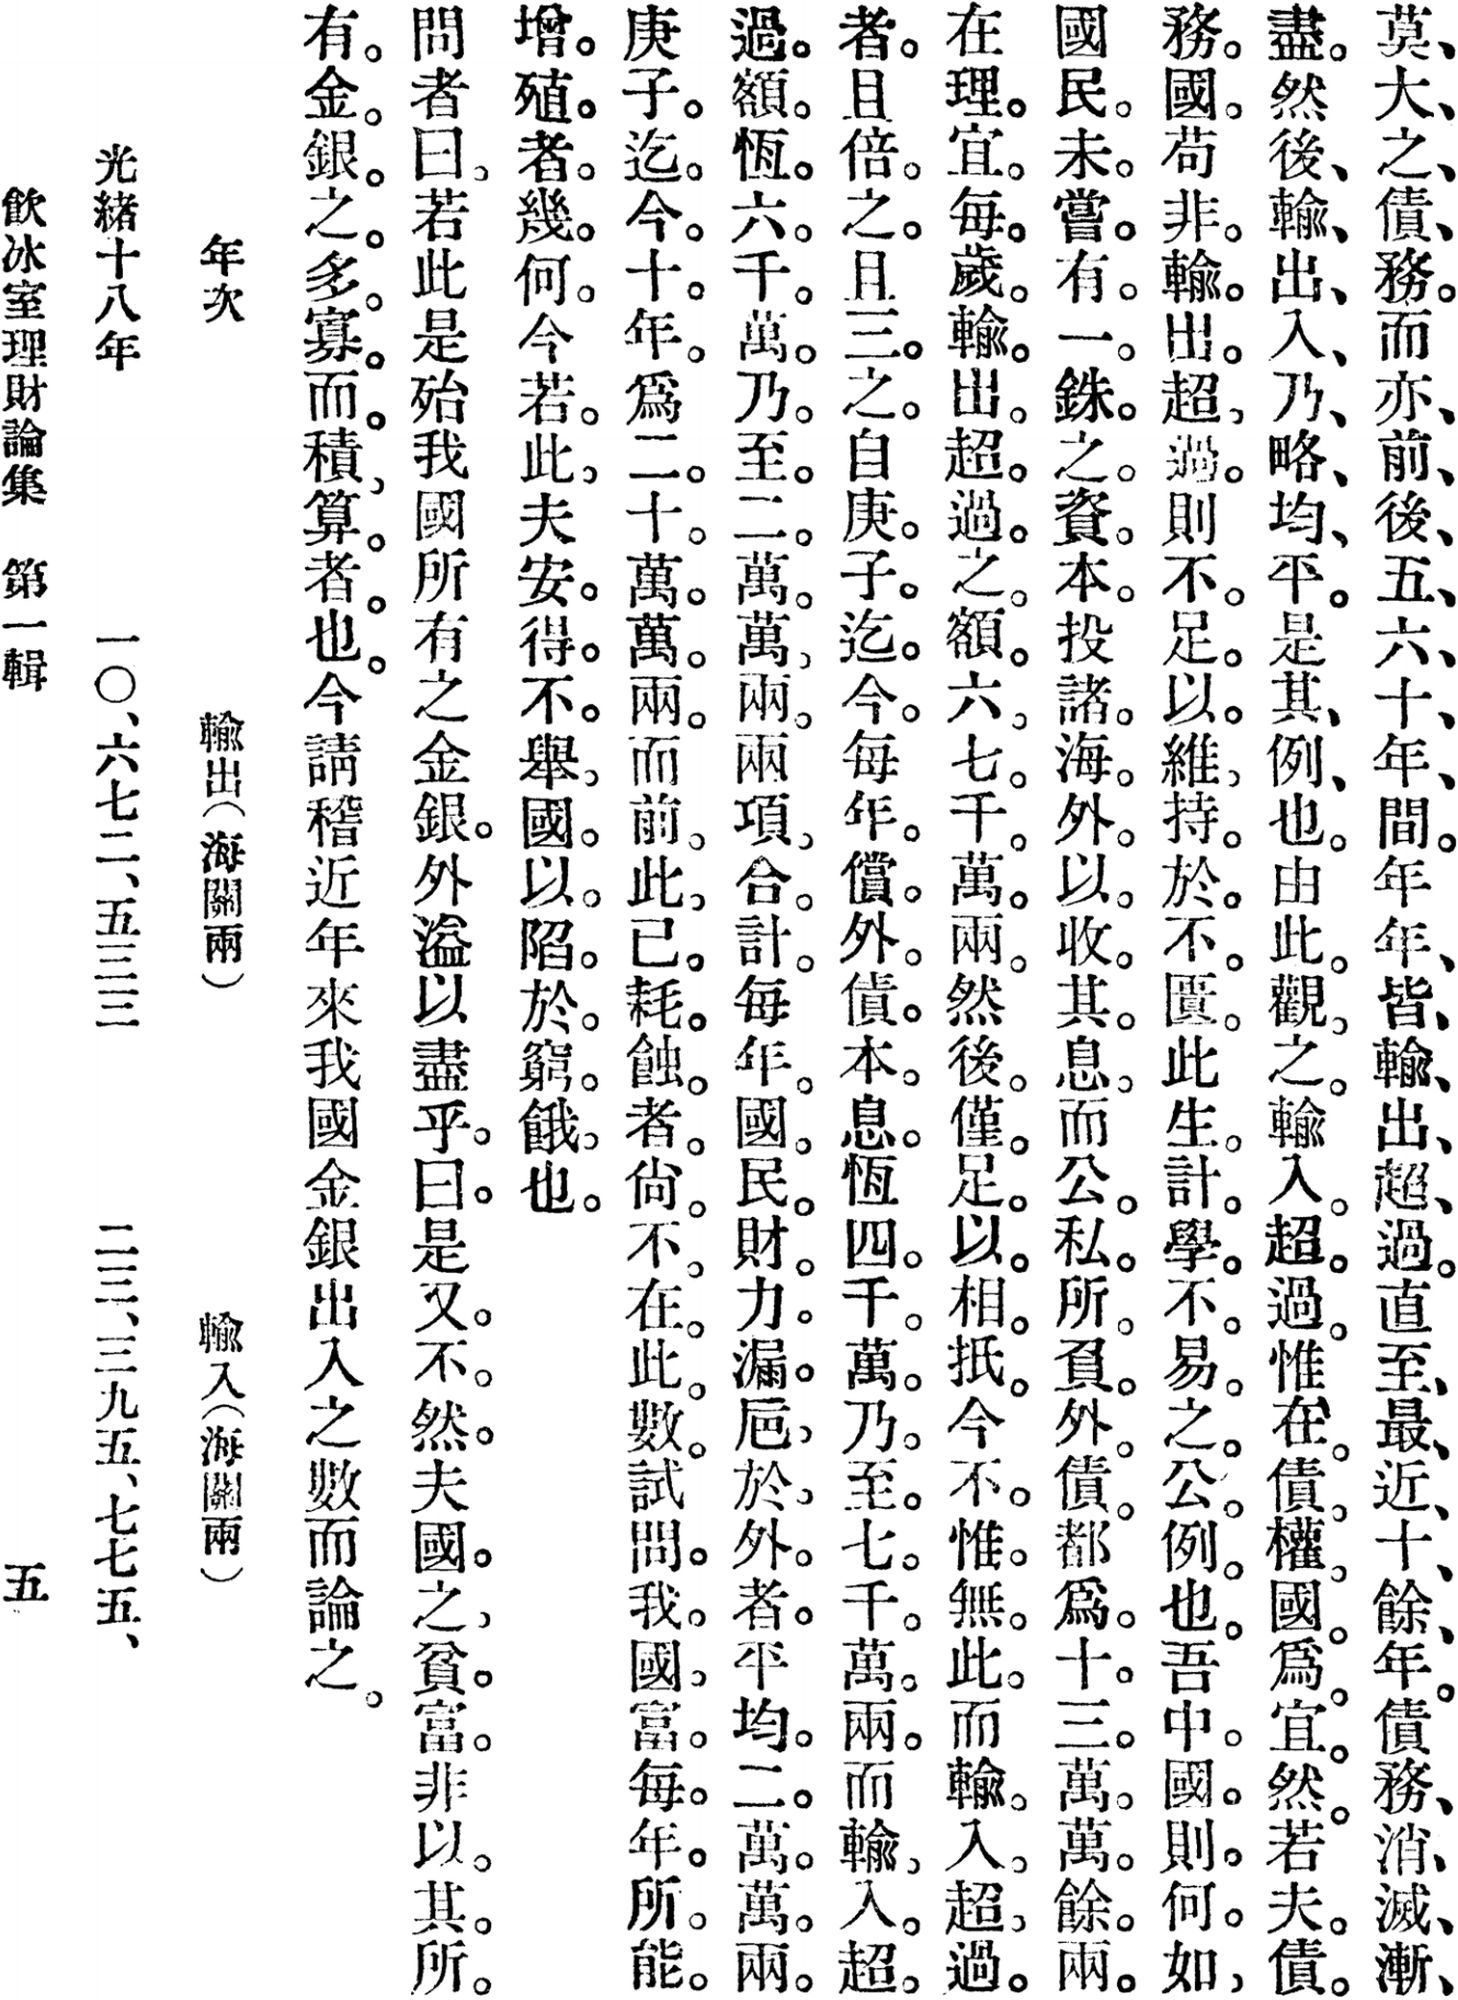 莫大之債務。而亦前後五六十年間。年年皆輸出超過。直至最近十餘年。債務消滅漸
盡。然後輸出入乃略均平。是其例也。由此觀之。輸入超過。惟在債權國爲宜然。若夫債
務國。苟非輸出超過。則不足以維持於不匱。此生計學不易之公例也。吾中國則何如。
國民未嘗有一銖之資本。投諸海外以收其息。而公私所負外債。都爲十三萬萬餘兩。
在理宜每歲輸出超過之額。六七千萬兩。然後僅足以相抵。今不惟無此。而輸入超過
者。且倍之且三之。自庚子迄今。每年償外債本息。恆四千萬乃至七千萬兩。而輸入超
過額。恆六千萬乃至二萬萬兩。兩項合計。每年國民財力漏巵於外者。平均二萬萬兩。
庚子迄今十年。爲二十萬萬兩。而前此已耗蝕者。尙不在此數。試問我國富每年所能
增殖者幾何。今若此。夫安得不舉國以陷於窮餓也。
問者曰。若此是殆我國所有之金銀。外溢以盡乎。曰。是又不然。夫國之貧富。非以其所
有金銀之多寡而積算者也。今請稽近年來我國金銀出入之數而論之。
年次　輸出（海關兩）　輸入（海關兩）
光緒十八年　一〇、六七二、五三三　二三、三九五、七七五、
飮冰室理財論集　第一輯　五